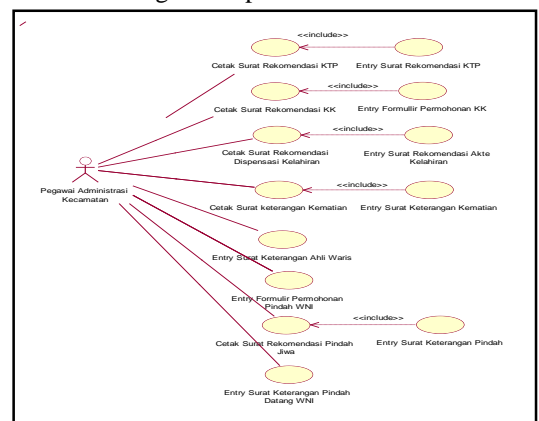 <<include>>
Cetak Surat Rekomendasi KTP
Entry Surat Rekomendasi KTP
<<include>>
Cetak Surat Rekomendasi KK
Entry Formullir Permohonan KK
<<include>>
Cetak Surat Rekomendasi
Dispensasi Kelahiran
Entry Surat Rekomendasi Akte
Kelahiran
Pegawai Administrasi
Kecamatan
<<include>>
Cetak Surat keterangan Kematian
Entry Surat Keterangan Kematian
Entry Surat Keterangan Ahli Waris
Entry Formulir Permohonan
Pindah WNI
<<include>>
Cetak Surat Rekomendasi Pindah
Jiwa
Entry Surat Keterangan Pindah
Entry Surat Keterangan Pindah
Datang WNI